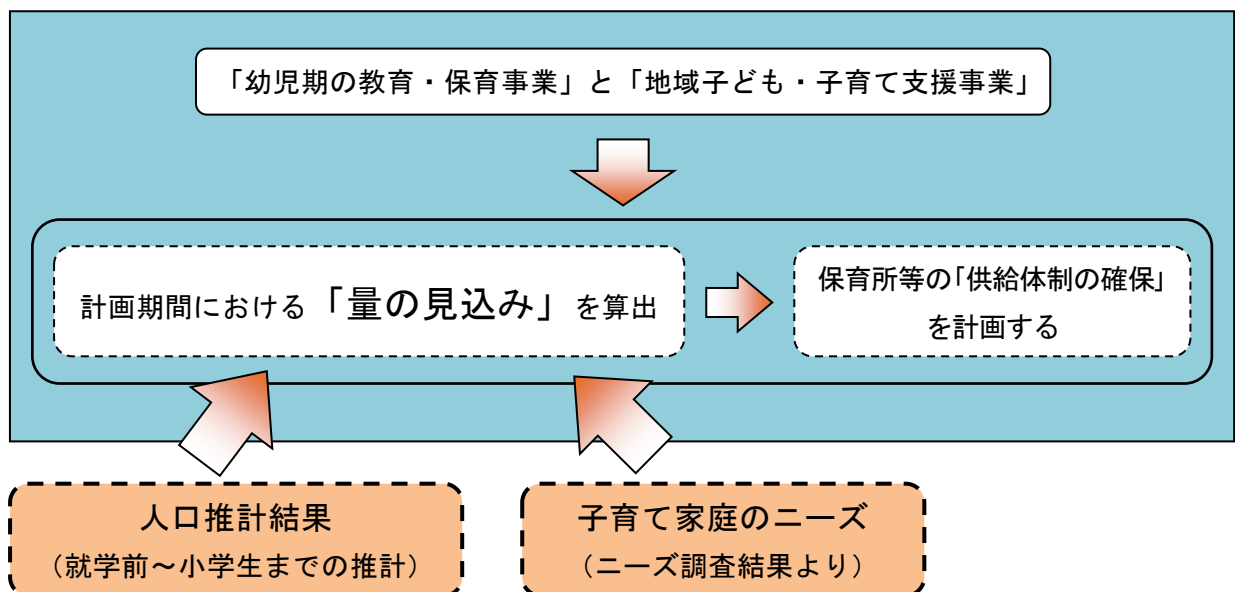 「幼児期の教育・保育事業」と「地域子ども・子育て支援事業」
計画期間における「量の見込み」を算出
保育所等の「供給体制の確保」
を計画する
人口推計結果
(就学前～小学生までの推計)
子育て家庭のニーズ
(ニーズ調査結果より)